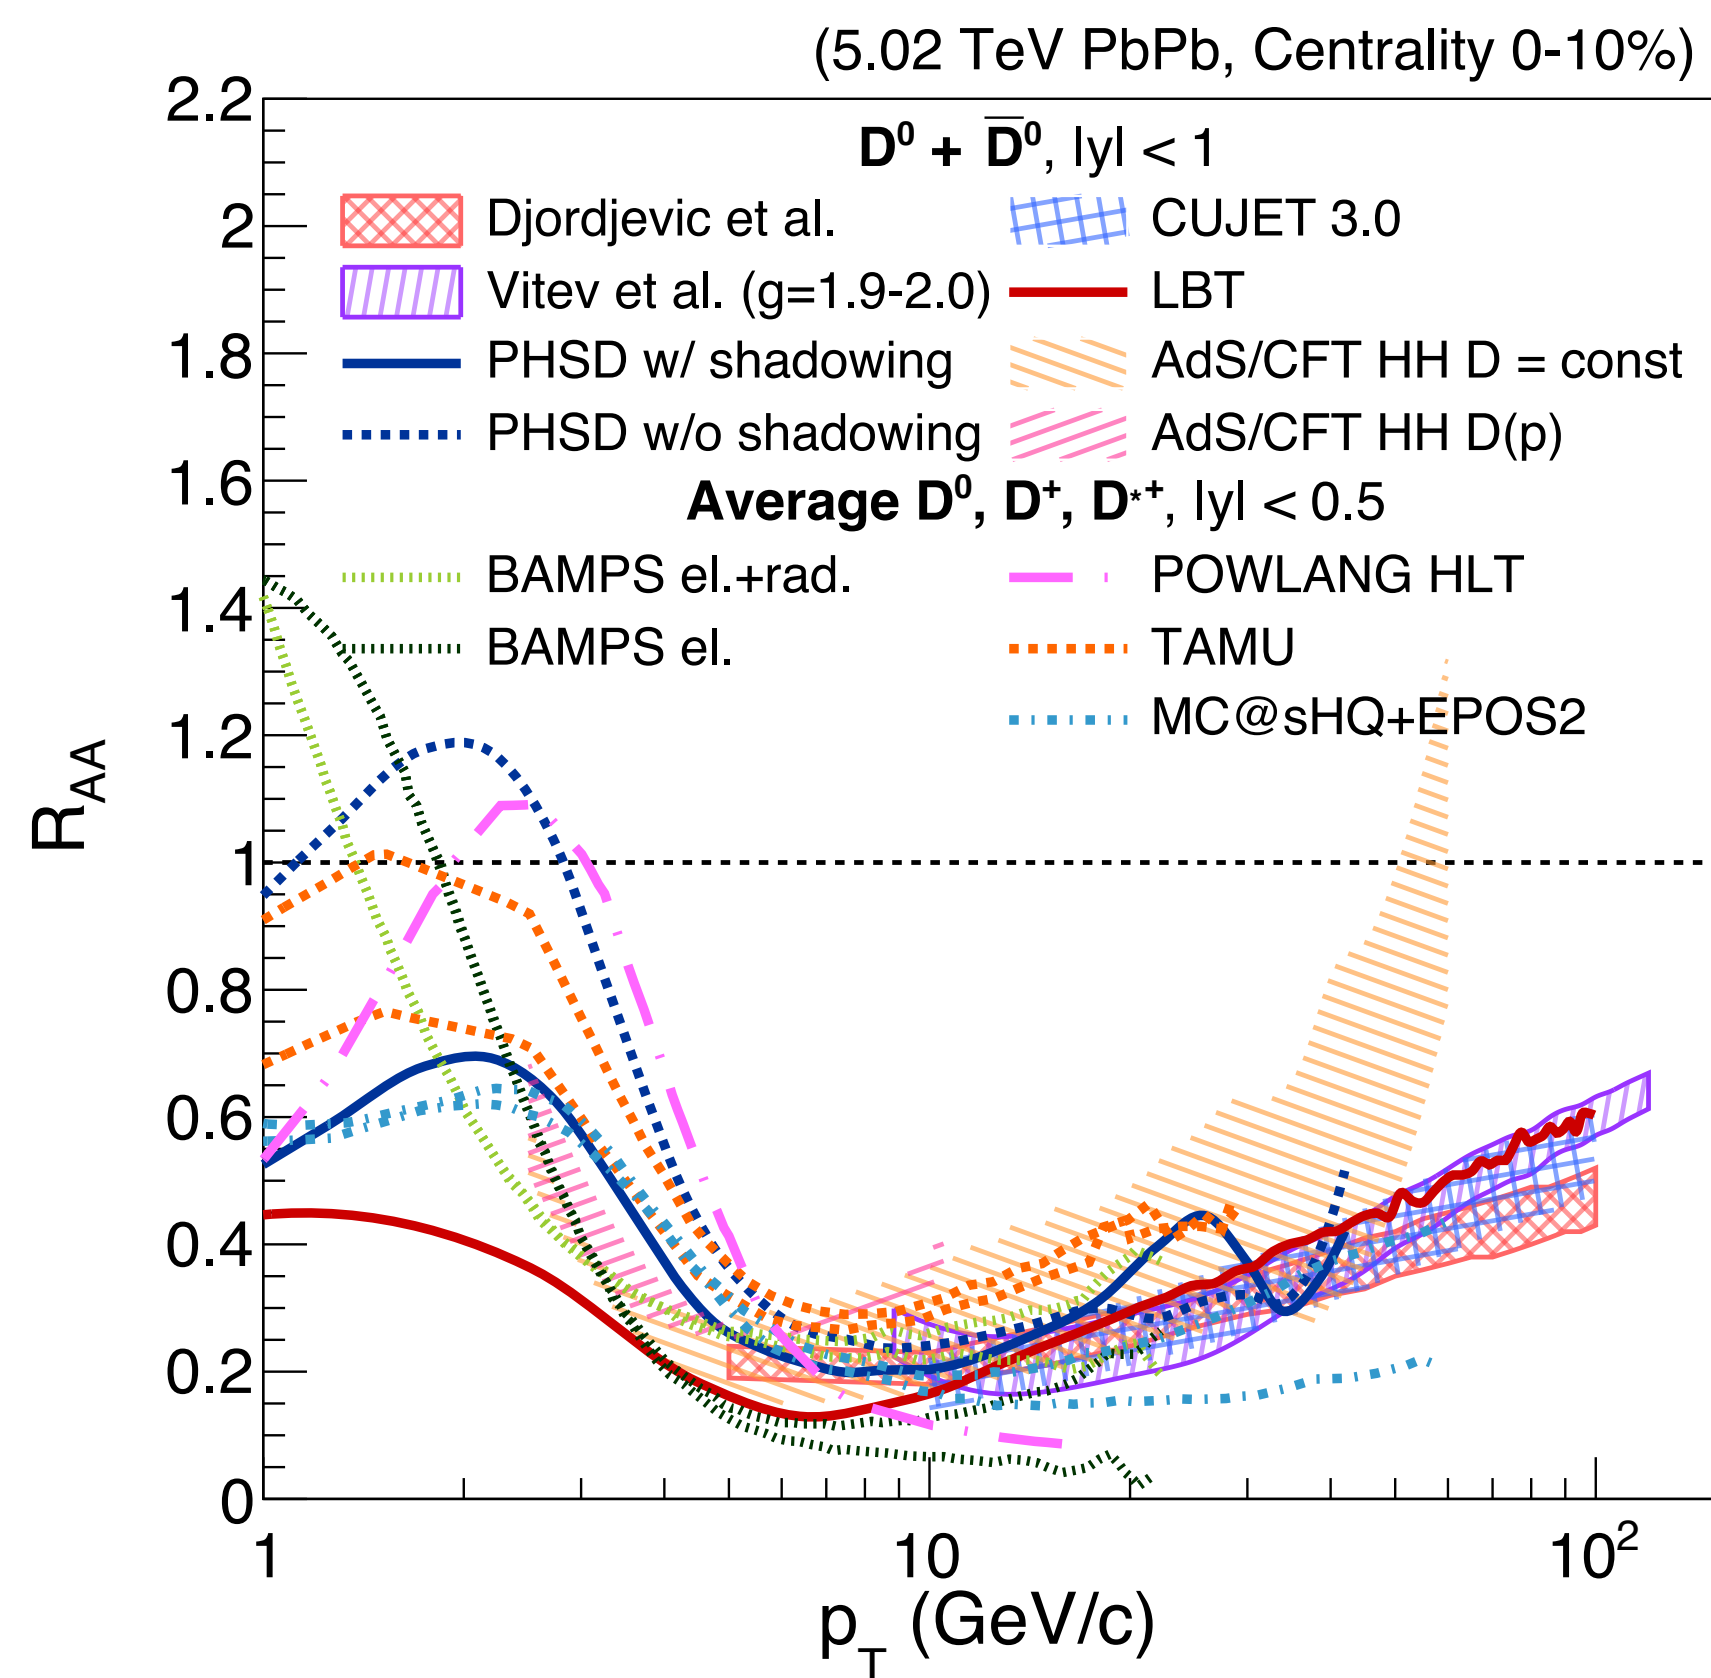 (5.02 TeV PbPb, Centrality 0-10%)
D⁰ + D̅⁰, |y| < 1
Djordjevic et al.
CUJET 3.0
Vitev et al. (g=1.9-2.0)
LBT
PHSD w/ shadowing
AdS/CFT HH D = const
PHSD w/o shadowing
AdS/CFT HH D(p)
Average D⁰, D⁺, D*⁺, |y| < 0.5
BAMPS el.+rad.
POWLANG HLT
BAMPS el.
TAMU
MC@sHQ+EPOS2
R_AA
2.2
2
1.8
1.6
1.4
1.2
1
0.8
0.6
0.4
0.2
0
1
10
10²
p_T (GeV/c)